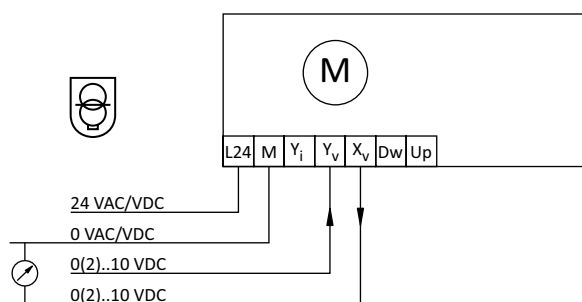 M
L24 M Yi Yv Xv Dw Up
24 VAC/VDC
0 VAC/VDC
0(2)..10 VDC
0(2)..10 VDC